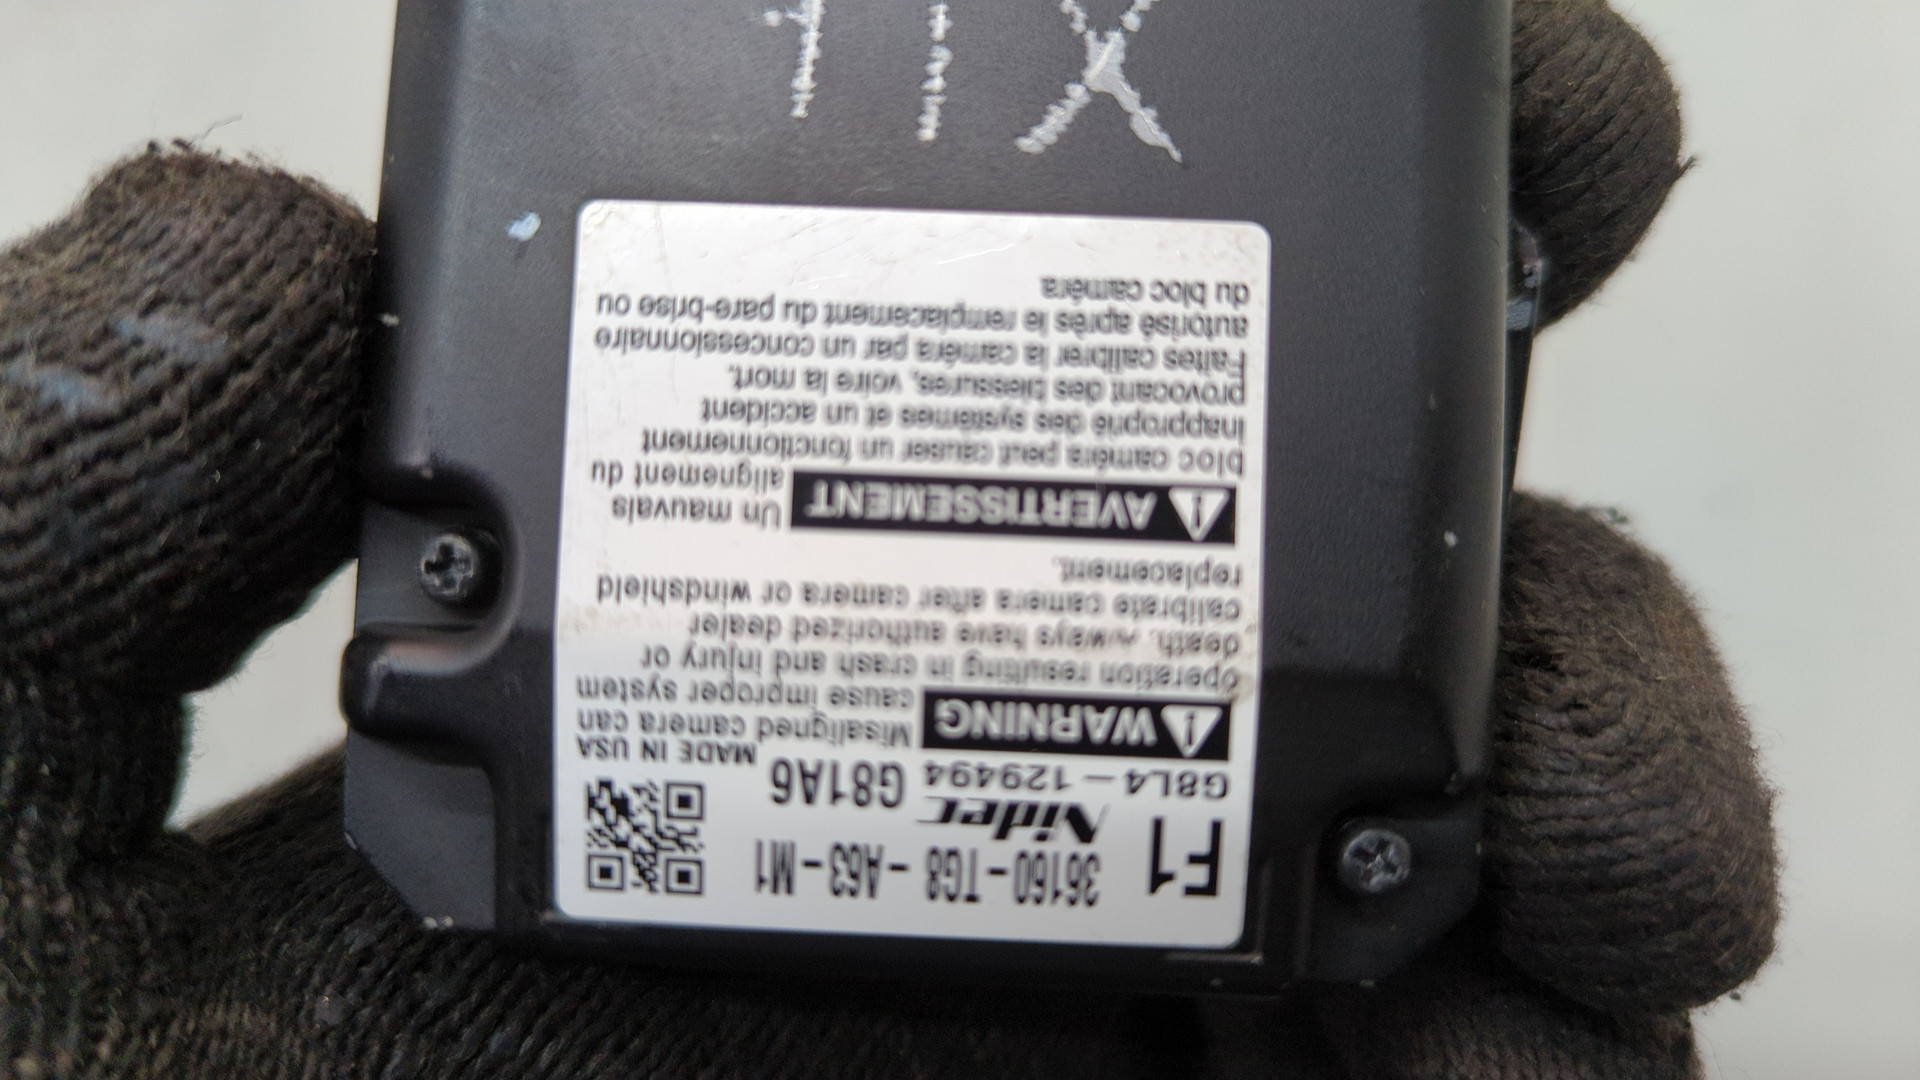 F1 36160-TG8-A63-M1
Nidec
G8L4-129494 G81A6 MADE IN USA
⚠ WARNING Misaligned camera can
cause improper system
operation resulting in crash and injury or
death. Always have authorized dealer
calibrate camera after camera or windshield
replacement.
⚠ AVERTISSEMENT Un mauvais
alignement du
bloc caméra peut causer un fonctionnement
inapproprié des systèmes et un accident
provocant des blessures, voire la mort.
Faites calibrer la caméra par un concessionnaire
autorisé après le remplacement du pare-brise ou
du bloc caméra